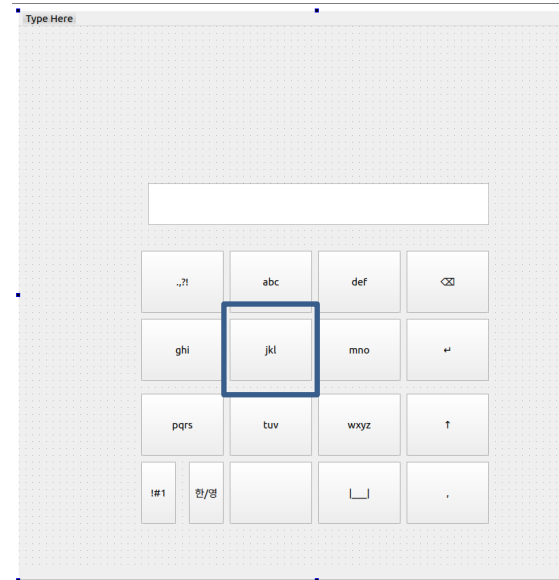 Type Here
.,?! abc def ⌫
ghi jkl mno ↵
pqrs tuv wxyz ↑
!#1 한/영 |__| ,